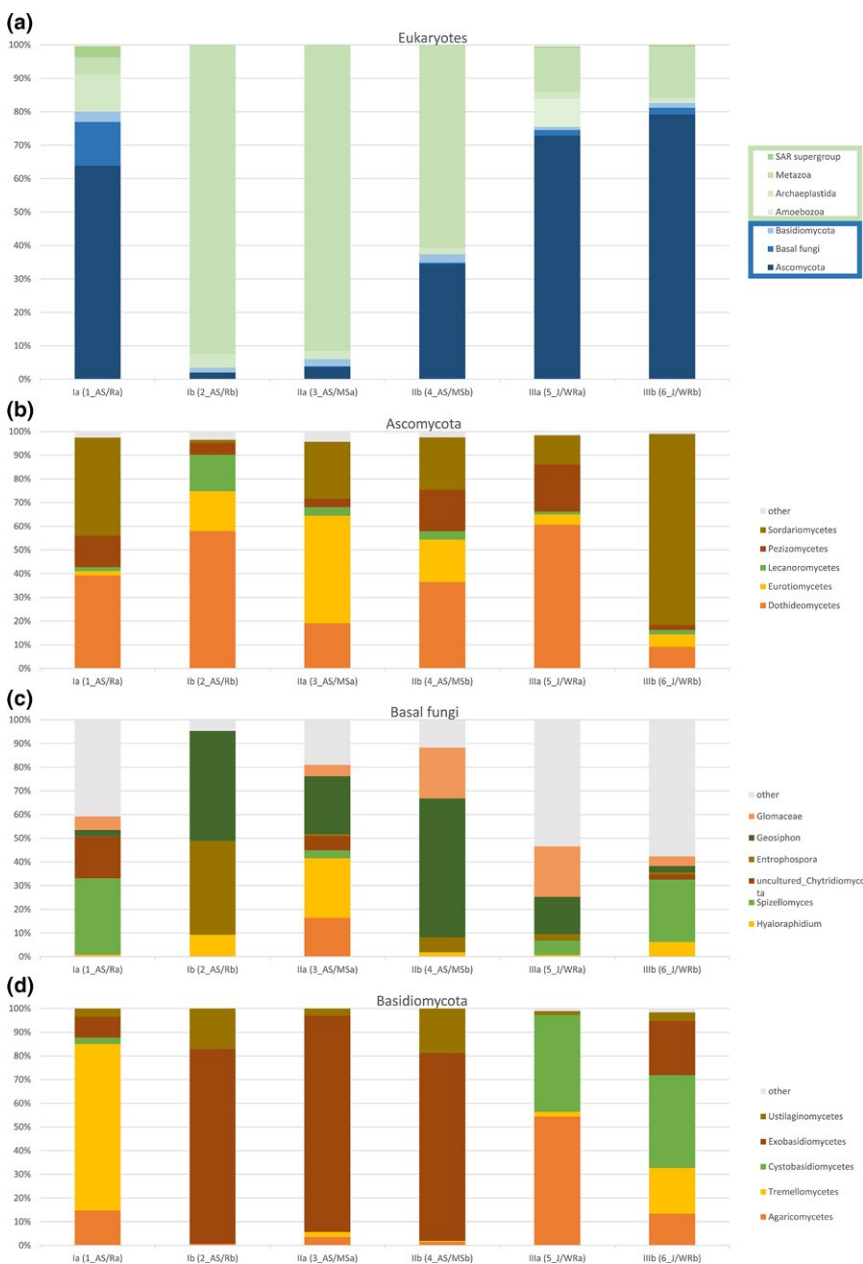 (a)
Eukaryotes
100%
90%
80%
70%
60%
50%
40%
30%
20%
10%
0%
Ia (1_AS/Ra) Ib (2_AS/Rb) IIa (3_AS/MSa) IIb (4_AS/MSb) IIIa (5_J/WRa) IIIb (6_J/WRb)
SAR supergroup
Metazoa
Archaeplastida
Amoebozoa
Basidiomycota
Basal fungi
Ascomycota
(b)
Ascomycota
100%
90%
80%
70%
60%
50%
40%
30%
20%
10%
0%
Ia (1_AS/Ra) Ib (2_AS/Rb) IIa (3_AS/MSa) IIb (4_AS/MSb) IIIa (5_J/WRa) IIIb (6_J/WRb)
other
Sordariomycetes
Pezizomycetes
Lecanoromycetes
Eurotiomycetes
Dothideomycetes
(c)
Basal fungi
100%
90%
80%
70%
60%
50%
40%
30%
20%
10%
0%
Ia (1_AS/Ra) Ib (2_AS/Rb) IIa (3_AS/MSa) IIb (4_AS/MSb) IIIa (5_J/WRa) IIIb (6_J/WRb)
other
Glomaceae
Geosiphon
Entrophospora
uncultured_Chytridiomyco
ta
Spizellomyces
Hyaloraphidium
(d)
Basidiomycota
100%
90%
80%
70%
60%
50%
40%
30%
20%
10%
0%
Ia (1_AS/Ra) Ib (2_AS/Rb) IIa (3_AS/MSa) IIb (4_AS/MSb) IIIa (5_J/WRa) IIIb (6_J/WRb)
other
Ustilaginomycetes
Exobasidiomycetes
Cystobasidiomycetes
Tremellomycetes
Agaricomycetes